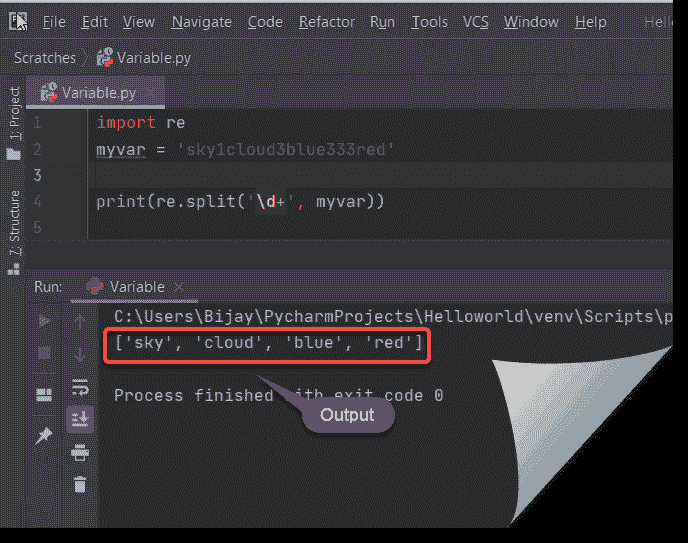 File Edit View Navigate Code Refactor Run Tools VCS Window Help Hello
Scratches Variable.py
Variable.py
1: Project
7: Structure
1 import re
2 myvar = 'sky1cloud3blue333red'
3
4 print(re.split('\d+', myvar))
5
Run: Variable
C:\Users\Bijay\PycharmProjects\Helloworld\venv\Scripts\p
['sky', 'cloud', 'blue', 'red']
Process finished with exit code 0
Output